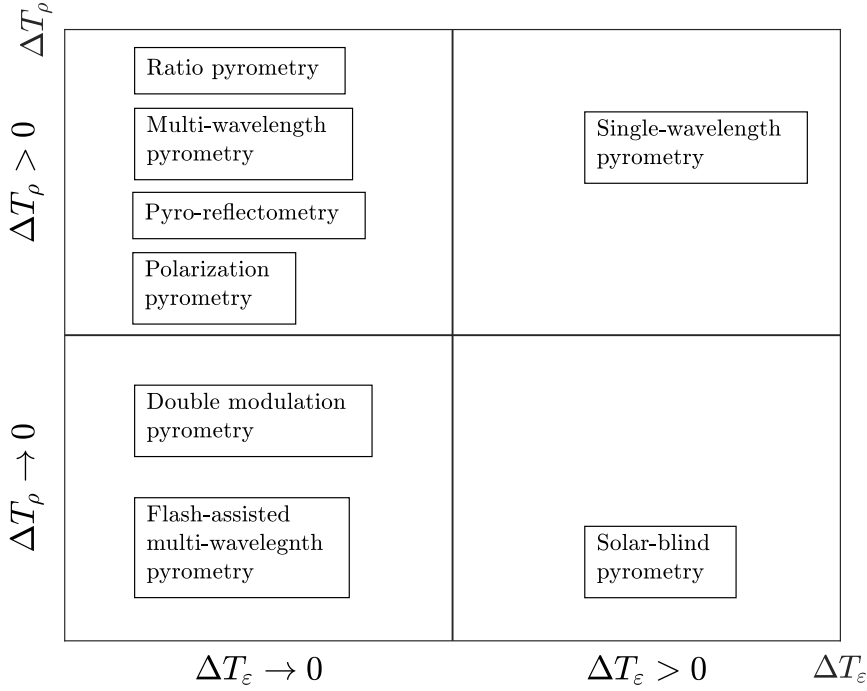 ΔT_ρ
ΔT_ρ > 0
Ratio pyrometry
Multi-wavelength
pyrometry
Pyro-reflectometry
Polarization
pyrometry
Single-wavelength
pyrometry
ΔT_ρ → 0
Double modulation
pyrometry
Flash-assisted
multi-wavelegnth
pyrometry
Solar-blind
pyrometry
ΔT_ε → 0
ΔT_ε > 0
ΔT_ε